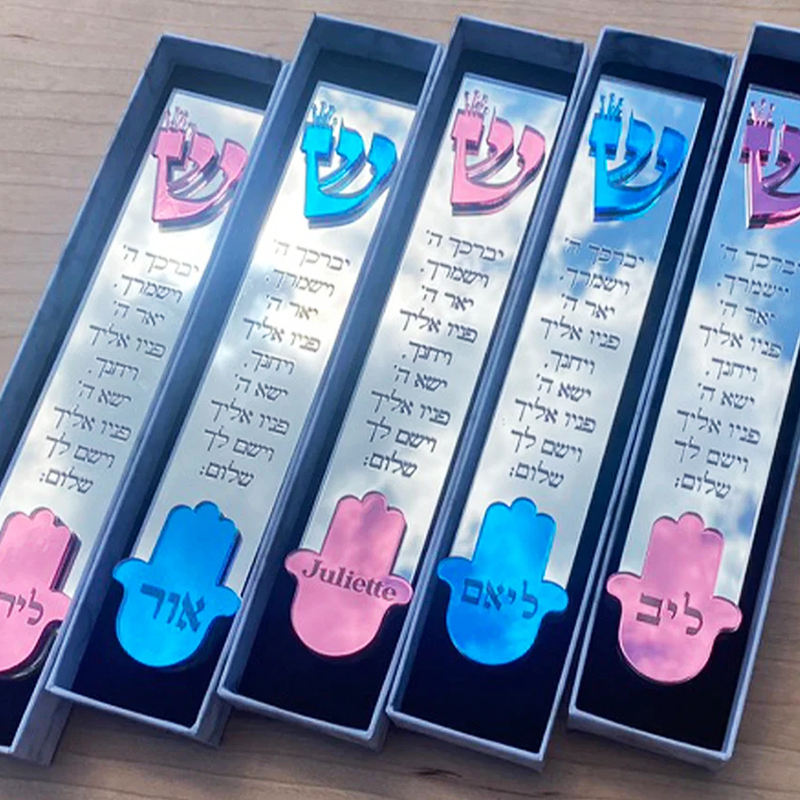 ש
יברכך ה'
וישמרך.
יאר ה'
פניו אליך
ויחנך.
ישא ה'
פניו אליך
וישם לך
שלום:
ש
יברכך ה'
וישמרך.
יאר ה'
פניו אליך
ויחנך.
ישא ה'
פניו אליך
וישם לך
שלום:
אור
ש
יברכך ה'
וישמרך.
יאר ה'
פניו אליך
ויחנך.
ישא ה'
פניו אליך
וישם לך
שלום:
Juliette
ש
יברכך ה'
וישמרך.
יאר ה'
פניו אליך
ויחנך.
ישא ה'
פניו אליך
וישם לך
שלום:
ליאם
ש
יברכך ה'
וישמרך.
יאר ה'
פניו אליך
ויחנך.
ישא ה'
פניו אליך
וישם לך
שלום:
ליב